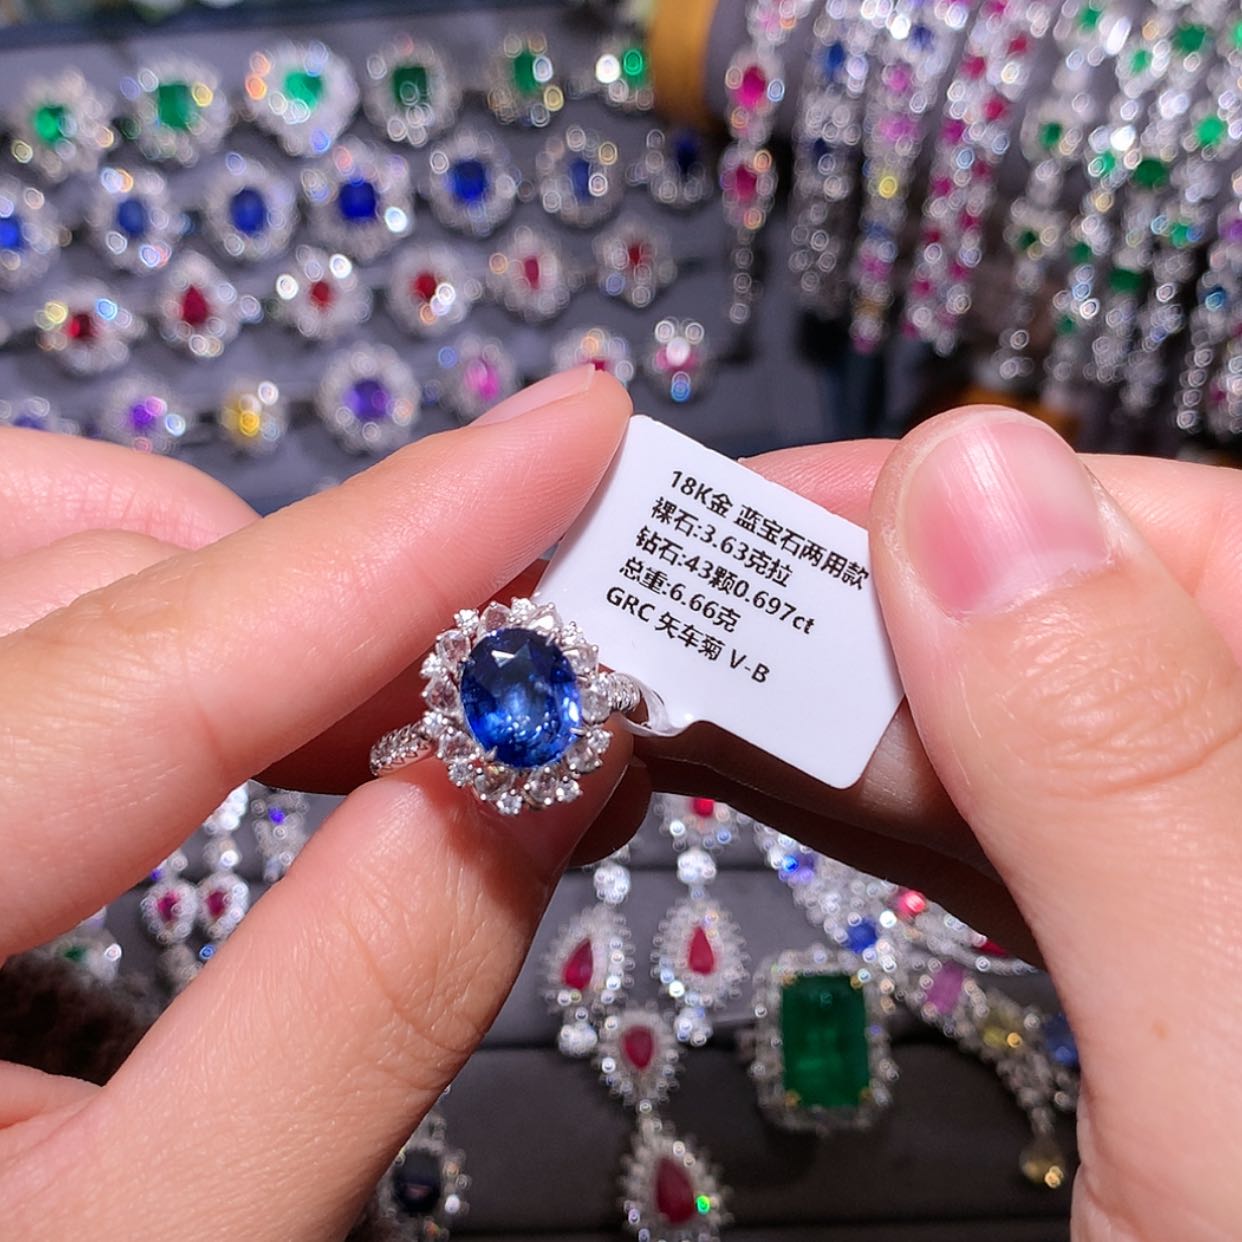 18K金 蓝宝石两用款
裸石:3.63克拉
钻石:43颗0.697ct
总重:6.66克
GRC 矢车菊 V-B